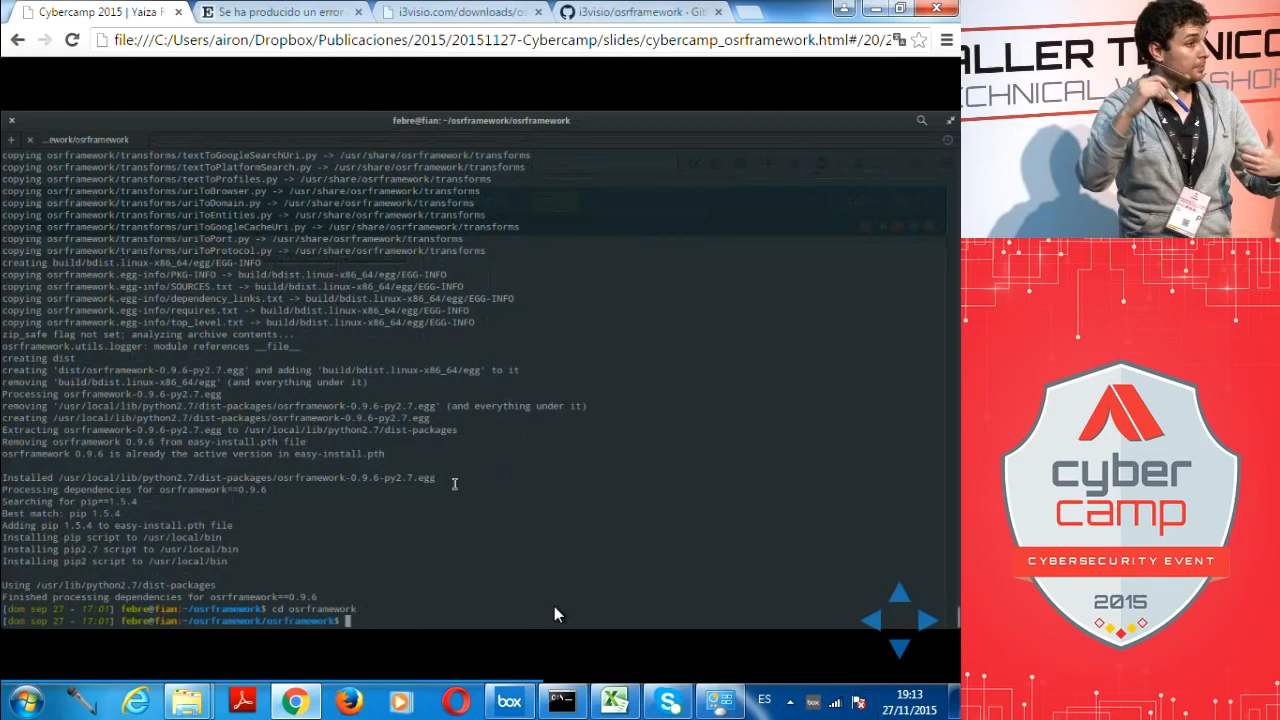 Cybercamp 2015 | Yaiza R
Se ha producido un error
i3visio.com/downloads/os
i3visio/osrframework · Git
file:///C:/Users/airon/Dropbox/Publicaciones/2015/20151127-Cybercamp/slides/cybercamp_osrframework.html#/20/2
febre@fian: ~/osrframework/osrframework
...ework/osrframework
copying osrframework/transforms/textToGoogleSearchUri.py -> /usr/share/osrframework/transforms
copying osrframework/transforms/textToPlatformSearch.py -> /usr/share/osrframework/transforms
copying osrframework/transforms/textToProfiles.py -> /usr/share/osrframework/transforms
copying osrframework/transforms/uriToBrowser.py -> /usr/share/osrframework/transforms
copying osrframework/transforms/uriToDomain.py -> /usr/share/osrframework/transforms
copying osrframework/transforms/uriToEntities.py -> /usr/share/osrframework/transforms
copying osrframework/transforms/uriToGoogleCacheUri.py -> /usr/share/osrframework/transforms
copying osrframework/transforms/uriToPort.py -> /usr/share/osrframework/transforms
copying osrframework/transforms/uriToProtocol.py -> /usr/share/osrframework/transforms
creating build/bdist.linux-x86_64/egg/EGG-INFO
copying osrframework.egg-info/PKG-INFO -> build/bdist.linux-x86_64/egg/EGG-INFO
copying osrframework.egg-info/SOURCES.txt -> build/bdist.linux-x86_64/egg/EGG-INFO
copying osrframework.egg-info/dependency_links.txt -> build/bdist.linux-x86_64/egg/EGG-INFO
copying osrframework.egg-info/requires.txt -> build/bdist.linux-x86_64/egg/EGG-INFO
copying osrframework.egg-info/top_level.txt -> build/bdist.linux-x86_64/egg/EGG-INFO
zip_safe flag not set; analyzing archive contents...
osrframework.utils.logger: module references __file__
creating dist
creating 'dist/osrframework-0.9.6-py2.7.egg' and adding 'build/bdist.linux-x86_64/egg' to it
removing 'build/bdist.linux-x86_64/egg' (and everything under it)
Processing osrframework-0.9.6-py2.7.egg
removing '/usr/local/lib/python2.7/dist-packages/osrframework-0.9.6-py2.7.egg' (and everything under it)
creating /usr/local/lib/python2.7/dist-packages/osrframework-0.9.6-py2.7.egg
Extracting osrframework-0.9.6-py2.7.egg to /usr/local/lib/python2.7/dist-packages
Removing osrframework 0.9.6 from easy-install.pth file
osrframework 0.9.6 is already the active version in easy-install.pth
Installed /usr/local/lib/python2.7/dist-packages/osrframework-0.9.6-py2.7.egg
Processing dependencies for osrframework==0.9.6
Searching for pip==1.5.4
Best match: pip 1.5.4
Adding pip 1.5.4 to easy-install.pth file
Installing pip script to /usr/local/bin
Installing pip2.7 script to /usr/local/bin
Installing pip2 script to /usr/local/bin
Using /usr/lib/python2.7/dist-packages
Finished processing dependencies for osrframework==0.9.6
[dom sep 27 - 17:01] febre@fian:~/osrframework$ cd osrframework
[dom sep 27 - 17:01] febre@fian:~/osrframework/osrframework$
box
ES
box
19:13
27/11/2015
ALLER TECNICO
ECHNICAL WORKSHOP
cyber
camp
CYBERSECURITY EVENT
2015